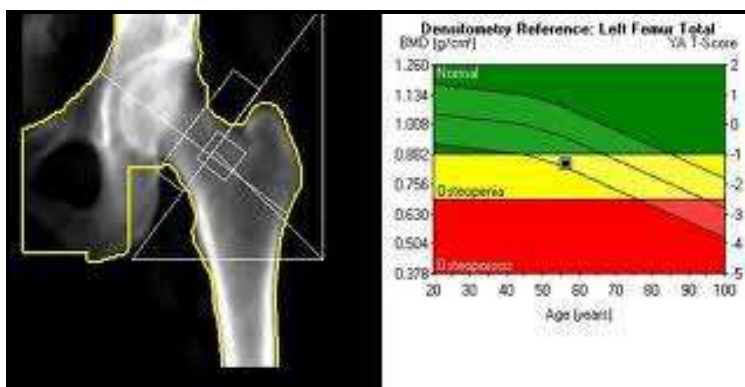 Densitometry Reference: Left Femur Total
BMD [g/cm²] YA T-Score
Normal
1.260 2
1.134 1
1.008 0
0.882 -1
0.756 -2
Osteopenia
0.630 -3
0.504 -4
Osteoporosis
0.378 -5
20 30 40 50 60 70 80 90 100
Age (years)